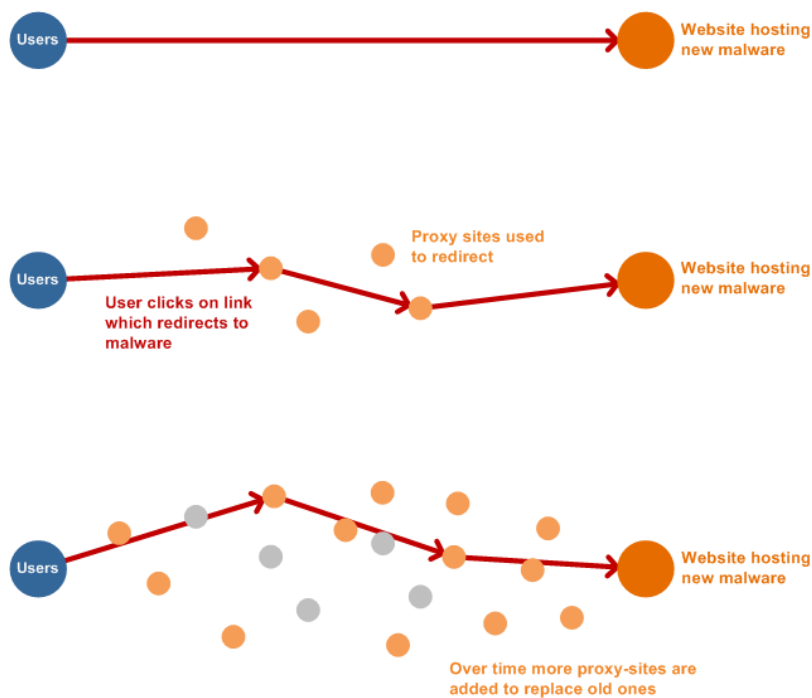 Users
Website hosting
new malware
Proxy sites used
to redirect
Users
Website hosting
new malware
User clicks on link
which redirects to
malware
Users
Website hosting
new malware
Over time more proxy-sites are
added to replace old ones